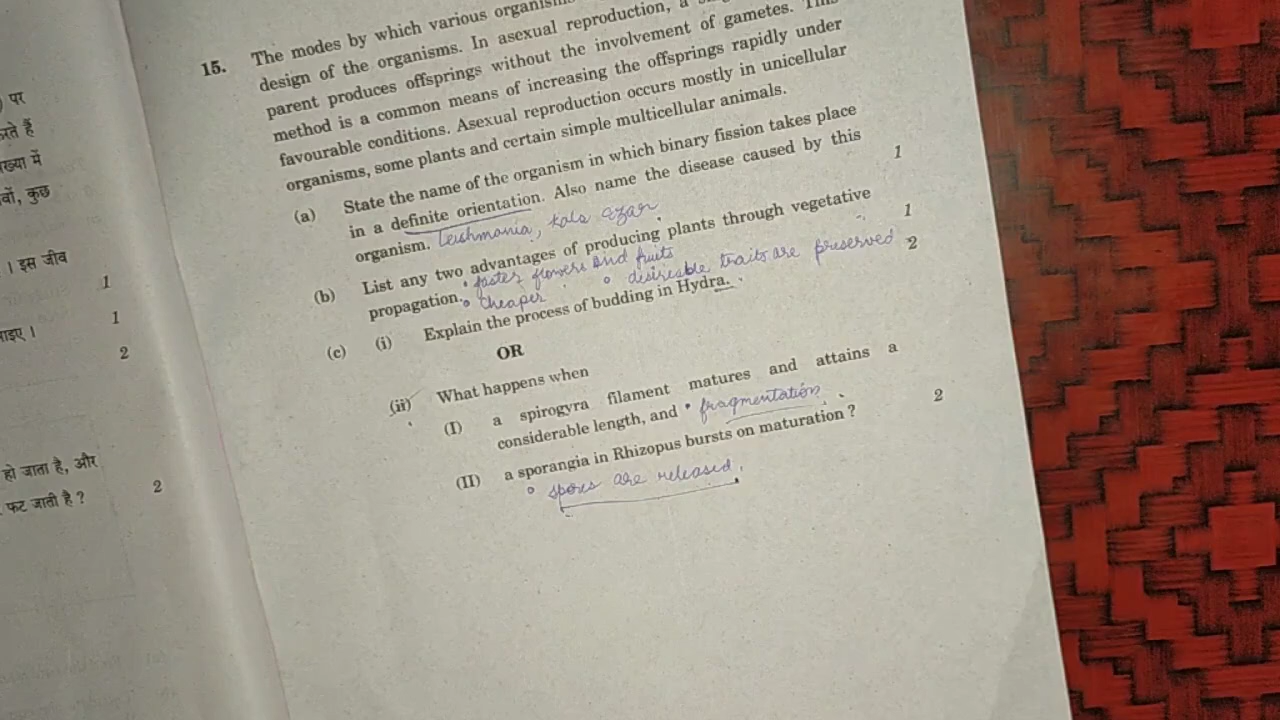 ) पर
ख्या में
वों, कुछ
। इस जीव
1
1
2
हो जाता है, और
फट जाती है ?
2
15. The modes by which various
design of the organisms. In asexual reproduction, a
parent produces offsprings without the involvement of gametes.
method is a common means of increasing the offsprings rapidly under
favourable conditions. Asexual reproduction occurs mostly in unicellular
organisms, some plants and certain simple multicellular animals.
(a) State the name of the organism in which binary fission takes place
in a definite orientation. Also name the disease caused by this
organism. Leishmania, kala azar 1
(b) List any two advantages of producing plants through vegetative
propagation. 1
• faster flowers and fruits
• cheaper • desireable traits are preserved
(c) (i) Explain the process of budding in Hydra. 2
OR
(ii) What happens when
(I) a spirogyra filament matures and attains a
considerable length, and • fragmentation
(II) a sporangia in Rhizopus bursts on maturation ? 2
• spores are released.